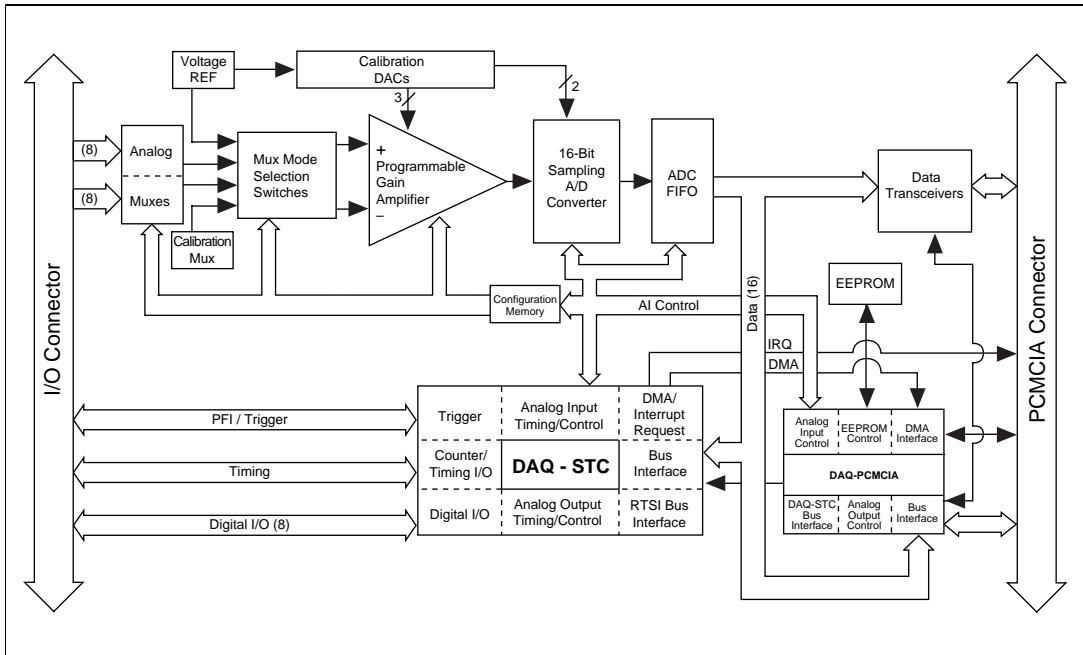 Voltage
REF
Calibration
DACs
3
2
(8)
Analog
(8)
Muxes
Mux Mode
Selection
Switches
+
Programmable
Gain
Amplifier
–
16-Bit
Sampling
A/D
Converter
ADC
FIFO
Data
Transceivers
Calibration
Mux
Configuration
Memory
AI Control
Data (16)
EEPROM
IRQ
DMA
I/O Connector
PCMCIA Connector
PFI / Trigger
Timing
Digital I/O (8)
Trigger
Analog Input
Timing/Control
DMA/
Interrupt
Request
Counter/
Timing I/O
DAQ - STC
Bus
Interface
Digital I/O
Analog Output
Timing/Control
RTSI Bus
Interface
Analog
Input
Control
EEPROM
Control
DMA
Interface
DAQ-PCMCIA
DAQ-STC
Bus
Interface
Analog
Output
Control
Bus
Interface